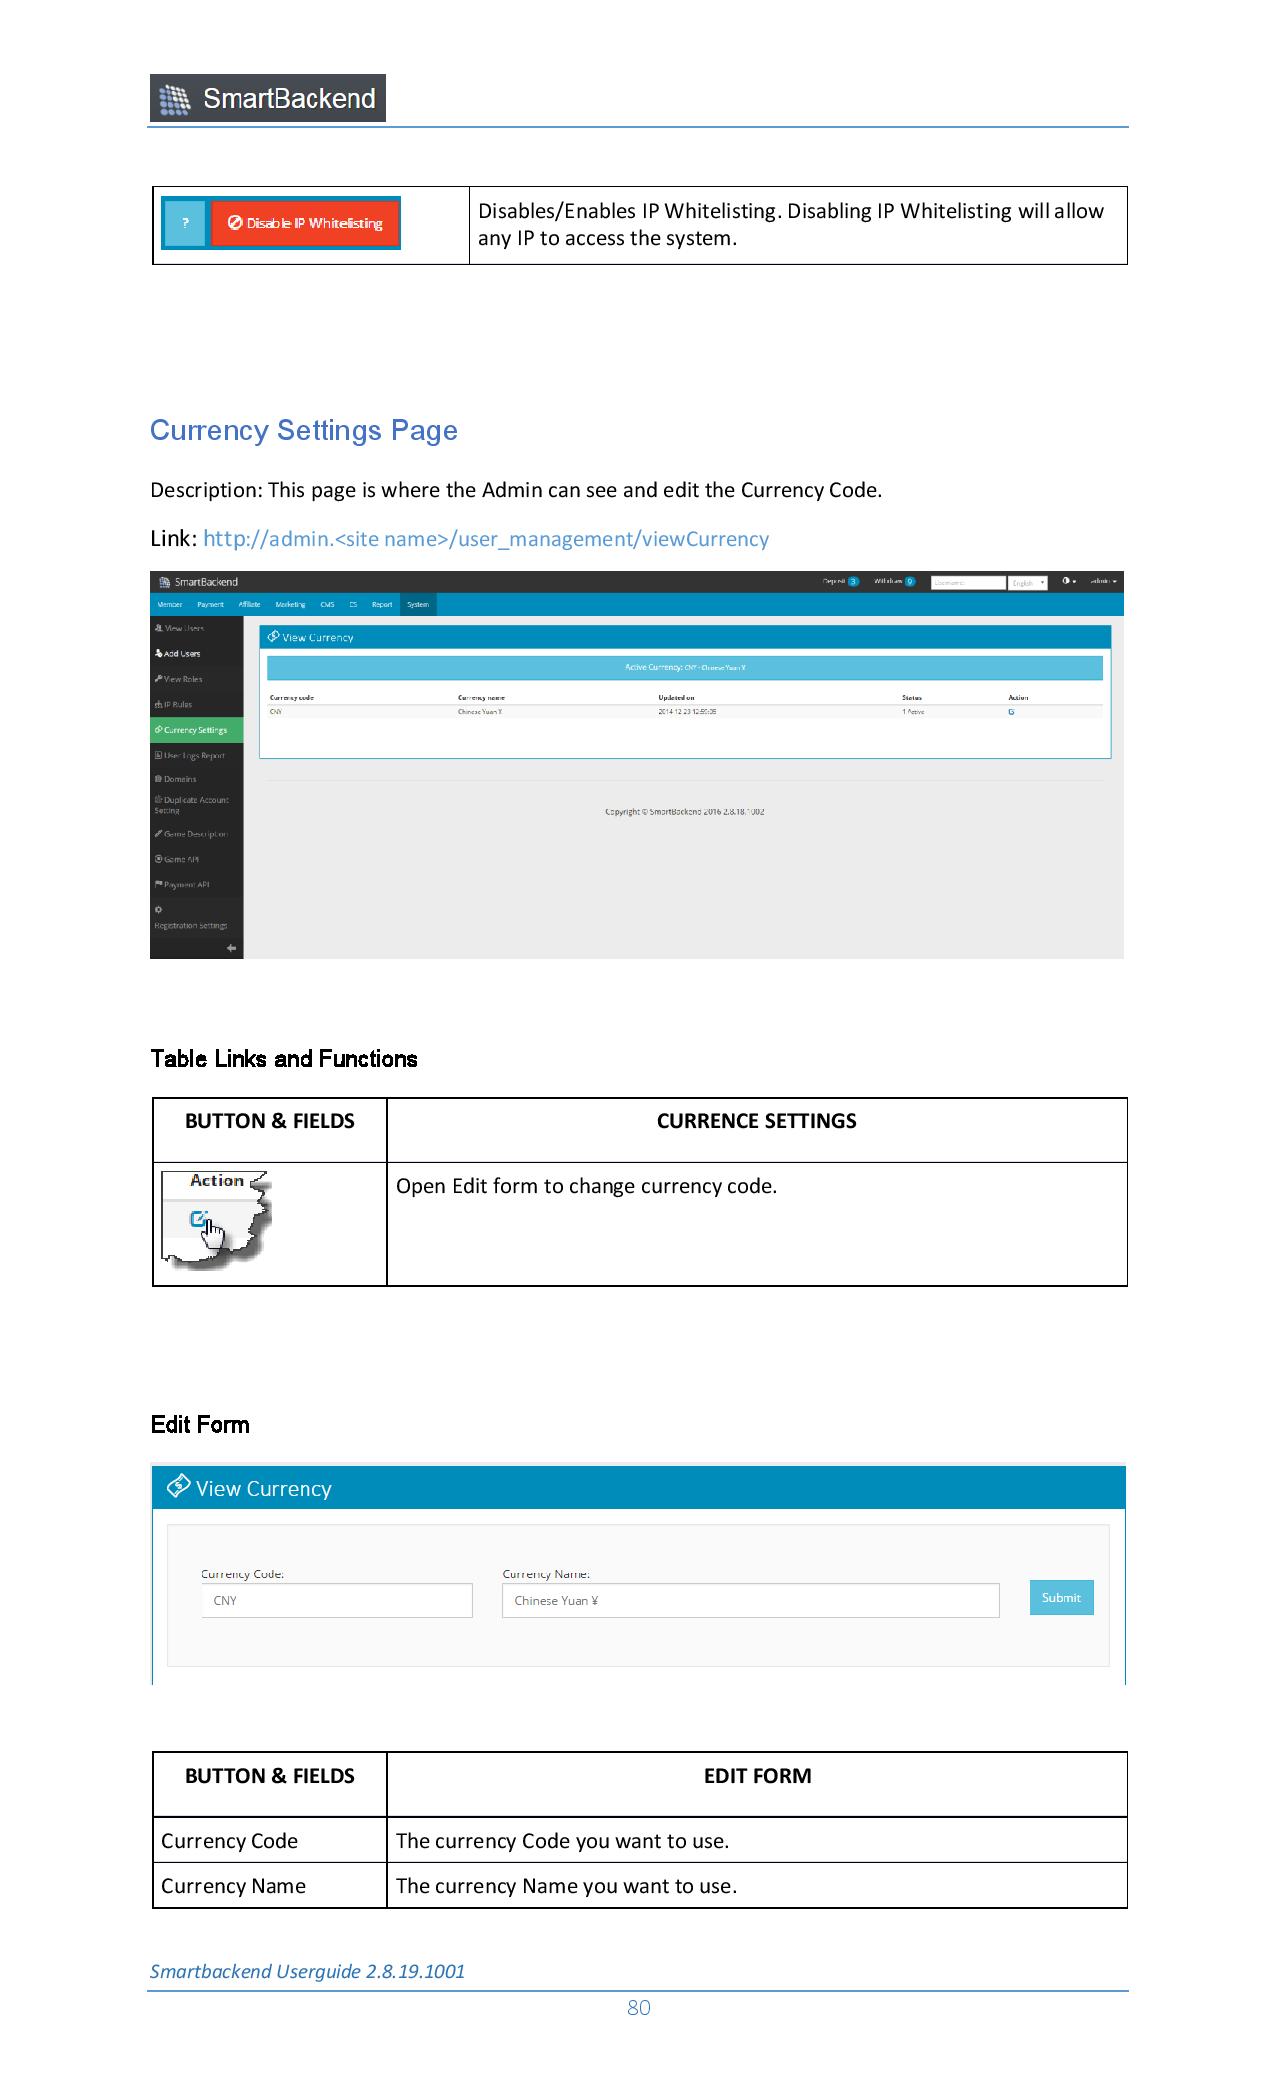 SmartBackend
? Disable IP Whitelisting
Disables/Enables IP Whitelisting. Disabling IP Whitelisting will allow
any IP to access the system.
Currency Settings Page
Description: This page is where the Admin can see and edit the Currency Code.
Link: http://admin.<site name>/user_management/viewCurrency
SmartBackend Deposit 3 Withdraw 9 Username English admin
Member Payment Affiliate Marketing CMS CS Report System
View Users
Add Users
View Roles
IP Rules
Currency Settings
User Logs Report
Domains
Duplicate Account
Setting
Game Description
Game API
Payment API
Registration Settings
View Currency
Active Currency: CNY - Chinese Yuan ¥
Currency code Currency name Updated on Status Action
CNY Chinese Yuan ¥ 2014-12-23 12:59:05 1 Active
Copyright © SmartBackend 2016 2.8.18.1002
Table Links and Functions
BUTTON & FIELDS CURRENCE SETTINGS
Action
Open Edit form to change currency code.
Edit Form
View Currency
Currency Code: Currency Name:
CNY Chinese Yuan ¥ Submit
BUTTON & FIELDS EDIT FORM
Currency Code The currency Code you want to use.
Currency Name The currency Name you want to use.
Smartbackend Userguide 2.8.19.1001
80